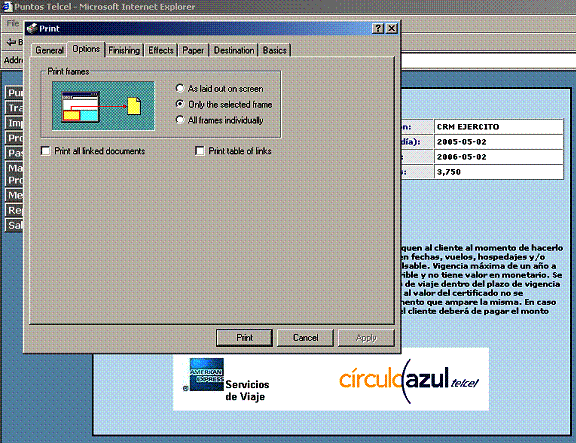 Puntos Telcel - Microsoft Internet Explorer
File
B
Addre
Print
General Options Finishing Effects Paper Destination Basics
Print frames
As laid out on screen
Only the selected frame
All frames individually
Print all linked documents Print table of links
Print Cancel Apply
Pu
Tra
Imp
Pro
Pa
Ma
Pro
Me
Rep
Sal
n: CRM EJERCITO
día): 2005-05-02
: 2006-05-02
s: 3,750
quen al cliente al momento de hacerlo
en fechas, vuelos, hospedajes y/o
lsable. Vigencia máxima de un año a
rible y no tiene valor en monetario. Se
o de viaje dentro del plazo de vigencia
al valor del certificado no se
mento que ampare la misma. En caso
el cliente deberá de pagar el monto
AMERICAN EXPRESS
® Servicios
de Viaje
círculo(azul telcel